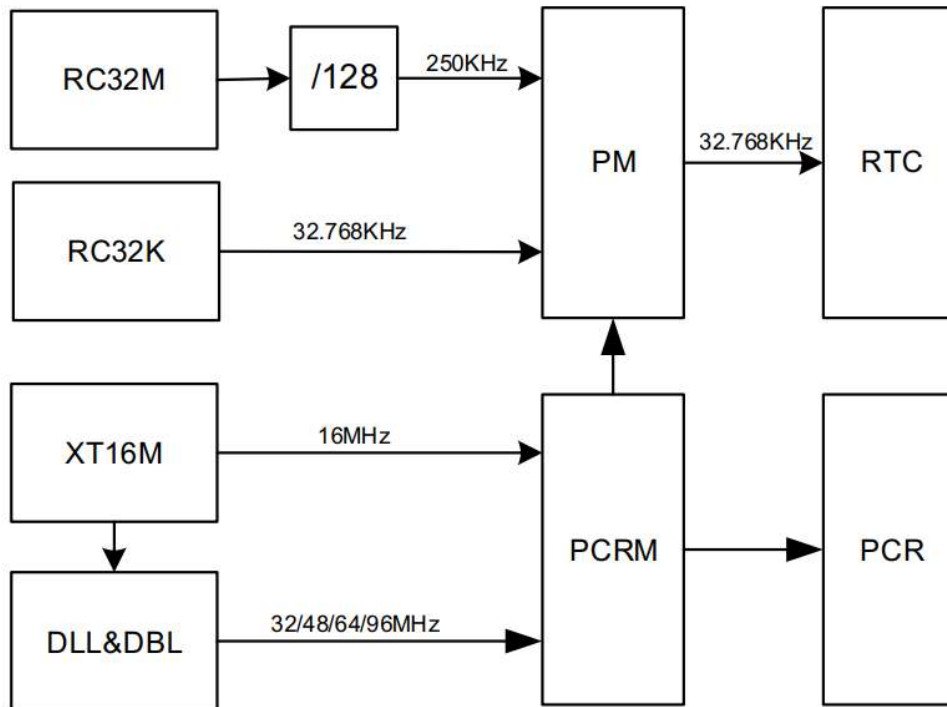 RC32M
/128
250KHz
PM
32.768KHz
RTC
RC32K
32.768KHz
XT16M
16MHz
PCRM
PCR
DLL&DBL
32/48/64/96MHz